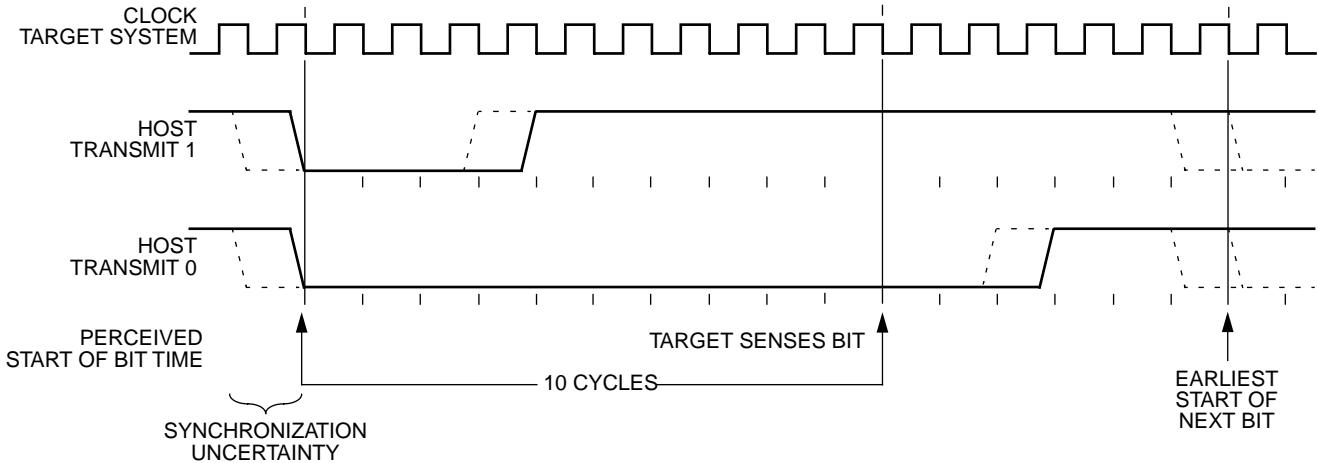 CLOCK
TARGET SYSTEM
HOST
TRANSMIT 1
HOST
TRANSMIT 0
PERCEIVED
START OF BIT TIME
TARGET SENSES BIT
10 CYCLES
EARLIEST
START OF
NEXT BIT
SYNCHRONIZATION
UNCERTAINTY